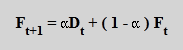 Fₜ₊₁ = αDₜ + ( 1 - α ) Fₜ